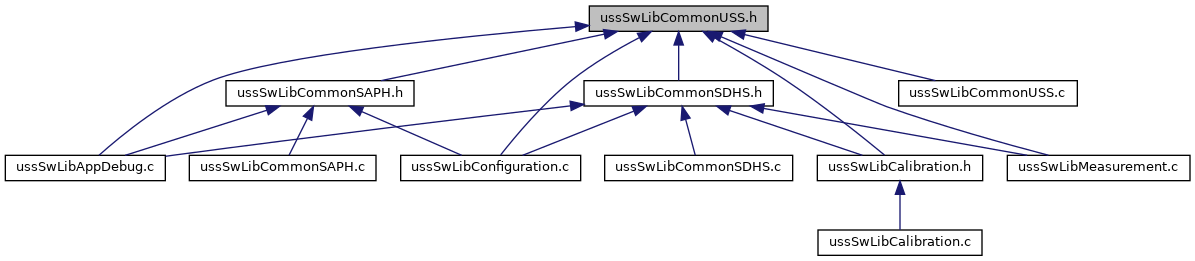 ussSwLibCommonUSS.h
ussSwLibCommonSAPH.h
ussSwLibCommonSDHS.h
ussSwLibCommonUSS.c
ussSwLibAppDebug.c
ussSwLibCommonSAPH.c
ussSwLibConfiguration.c
ussSwLibCommonSDHS.c
ussSwLibCalibration.h
ussSwLibMeasurement.c
ussSwLibCalibration.c